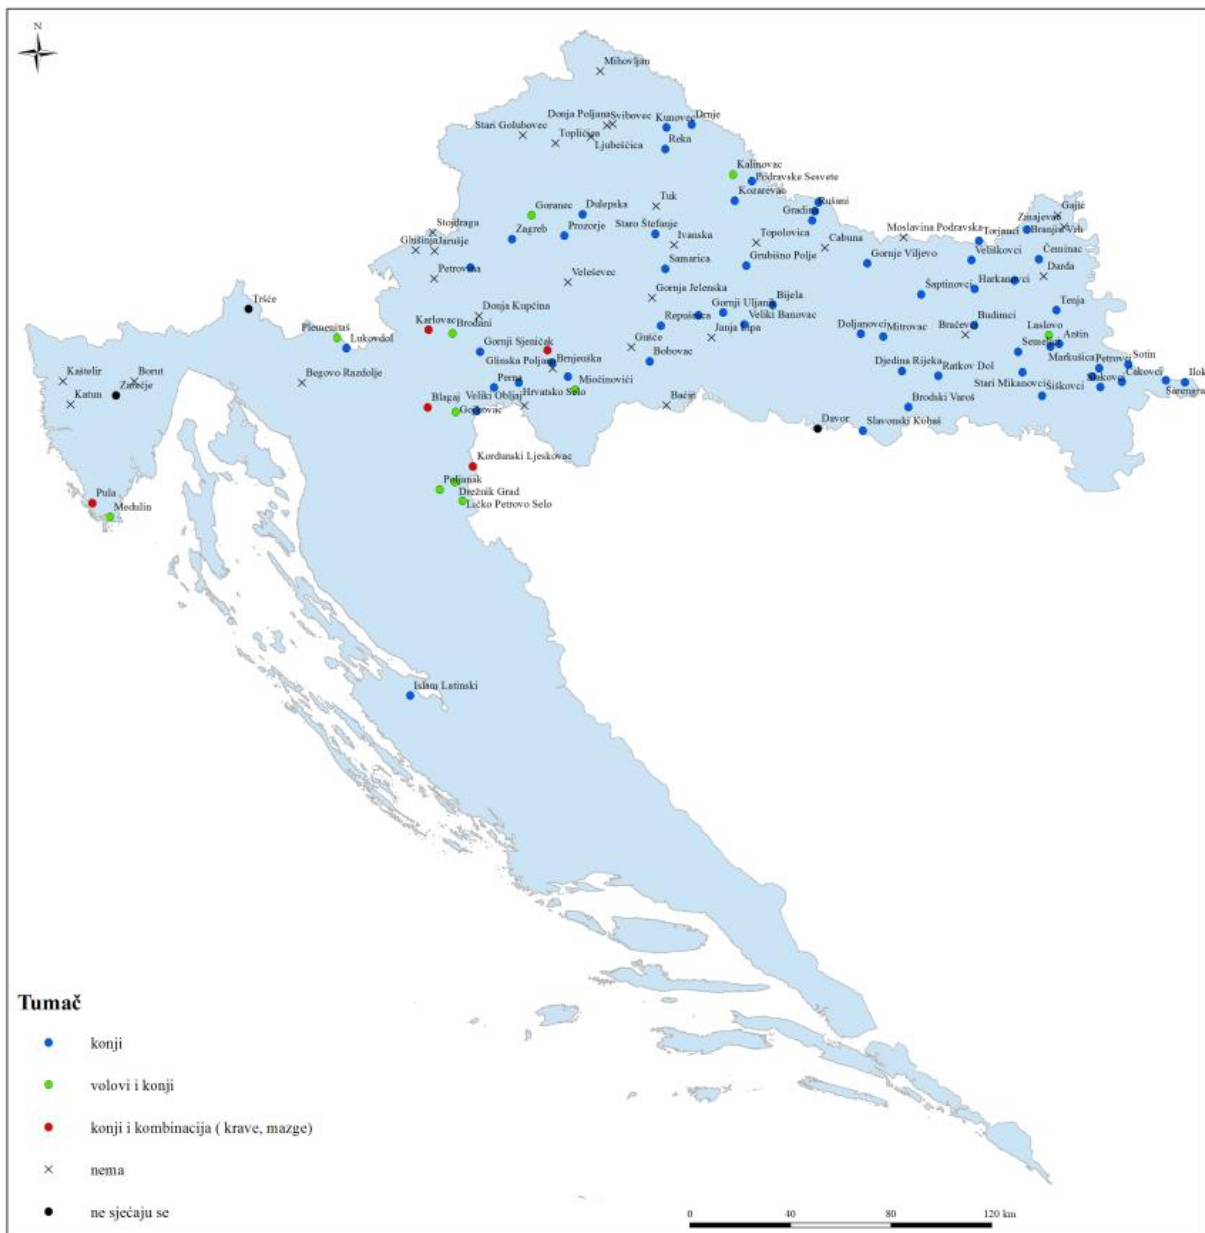 N
Mihovljan
Donja Poljana
Svibovec
Kunovec
Drnje
Stari Golubovec
Topličica
Ljubeščica
Reka
Kalinovac
Podravske Sesvete
Kozarevac
Rušani
Gradina
Tuk
Goranec
Dulepska
Zagreb
Prozorje
Staro Štefanje
Ivanska
Topolovica
Cabuna
Moslavina Podravska
Torjanci
Zmajevac
Gajić
Branjin Vrh
Stojdraga
Glušinja
Jarušje
Petrovina
Veleševec
Samarica
Grubišno Polje
Gornje Viljevo
Veliškovci
Čeminac
Darda
Šaptinovci
Harkanovci
Gornja Jelenska
Bijela
Gornji Uljanik
Veliki Banovac
Repušnica
Janja Lipa
Tenja
Budimci
Bračevci
Laslovo
Antin
Doljanovci
Mitrovac
Semeljci
Markušica
Petrovci
Sotin
Čakovci
Ilok
Šarengrad
Djedina Rijeka
Ratkov Dol
Stari Mikanovci
Šiškovci
Brodski Varoš
Slavonski Kobaš
Davor
Tršće
Plemenitaš
Lukovdol
Karlovac
Brođani
Donja Kupčina
Gornji Sjeničak
Glinska Poljana
Brnjeuška
Gušće
Bobovac
Kaštelir
Borut
Zarečje
Katun
Begovo Razdolje
Perna
Miočinovići
Veliki Obljaj
Hrvatsko Selo
Baćin
Blagaj
Kordunski Ljeskovac
Poljanak
Drežnik Grad
Ličko Petrovo Selo
Pula
Medulin
Islam Latinski
Tumač
konji
volovi i konji
konji i kombinacija ( krave, mazge)
nema
ne sjećaju se
0 40 80 120 km